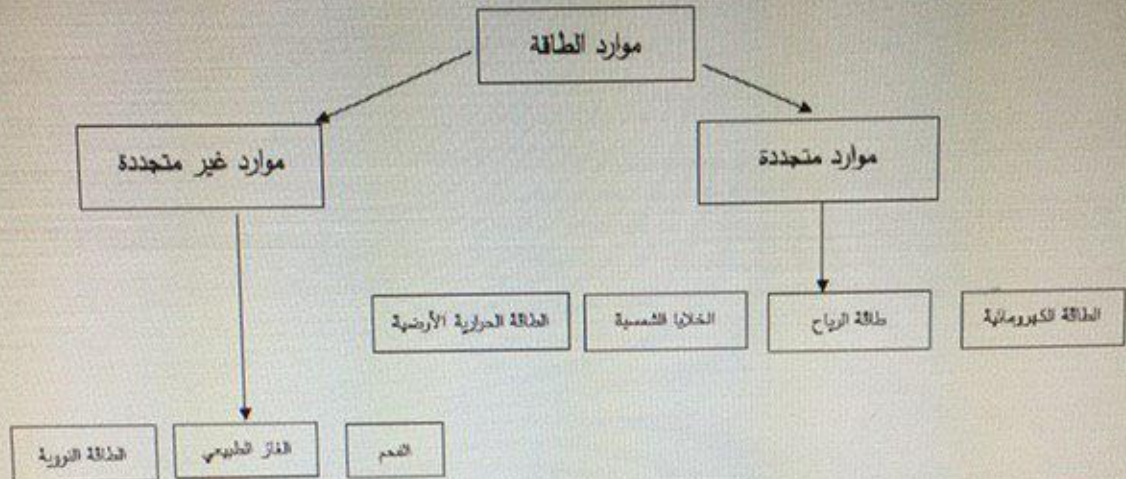 موارد الطاقة
موارد متجددة
موارد غير متجددة
الطاقة الكهرومائية
طاقة الرياح
الخلايا الشمسية
الطاقة الحرارية الأرضية
الفحم
الغاز الطبيعي
الطاقة النووية